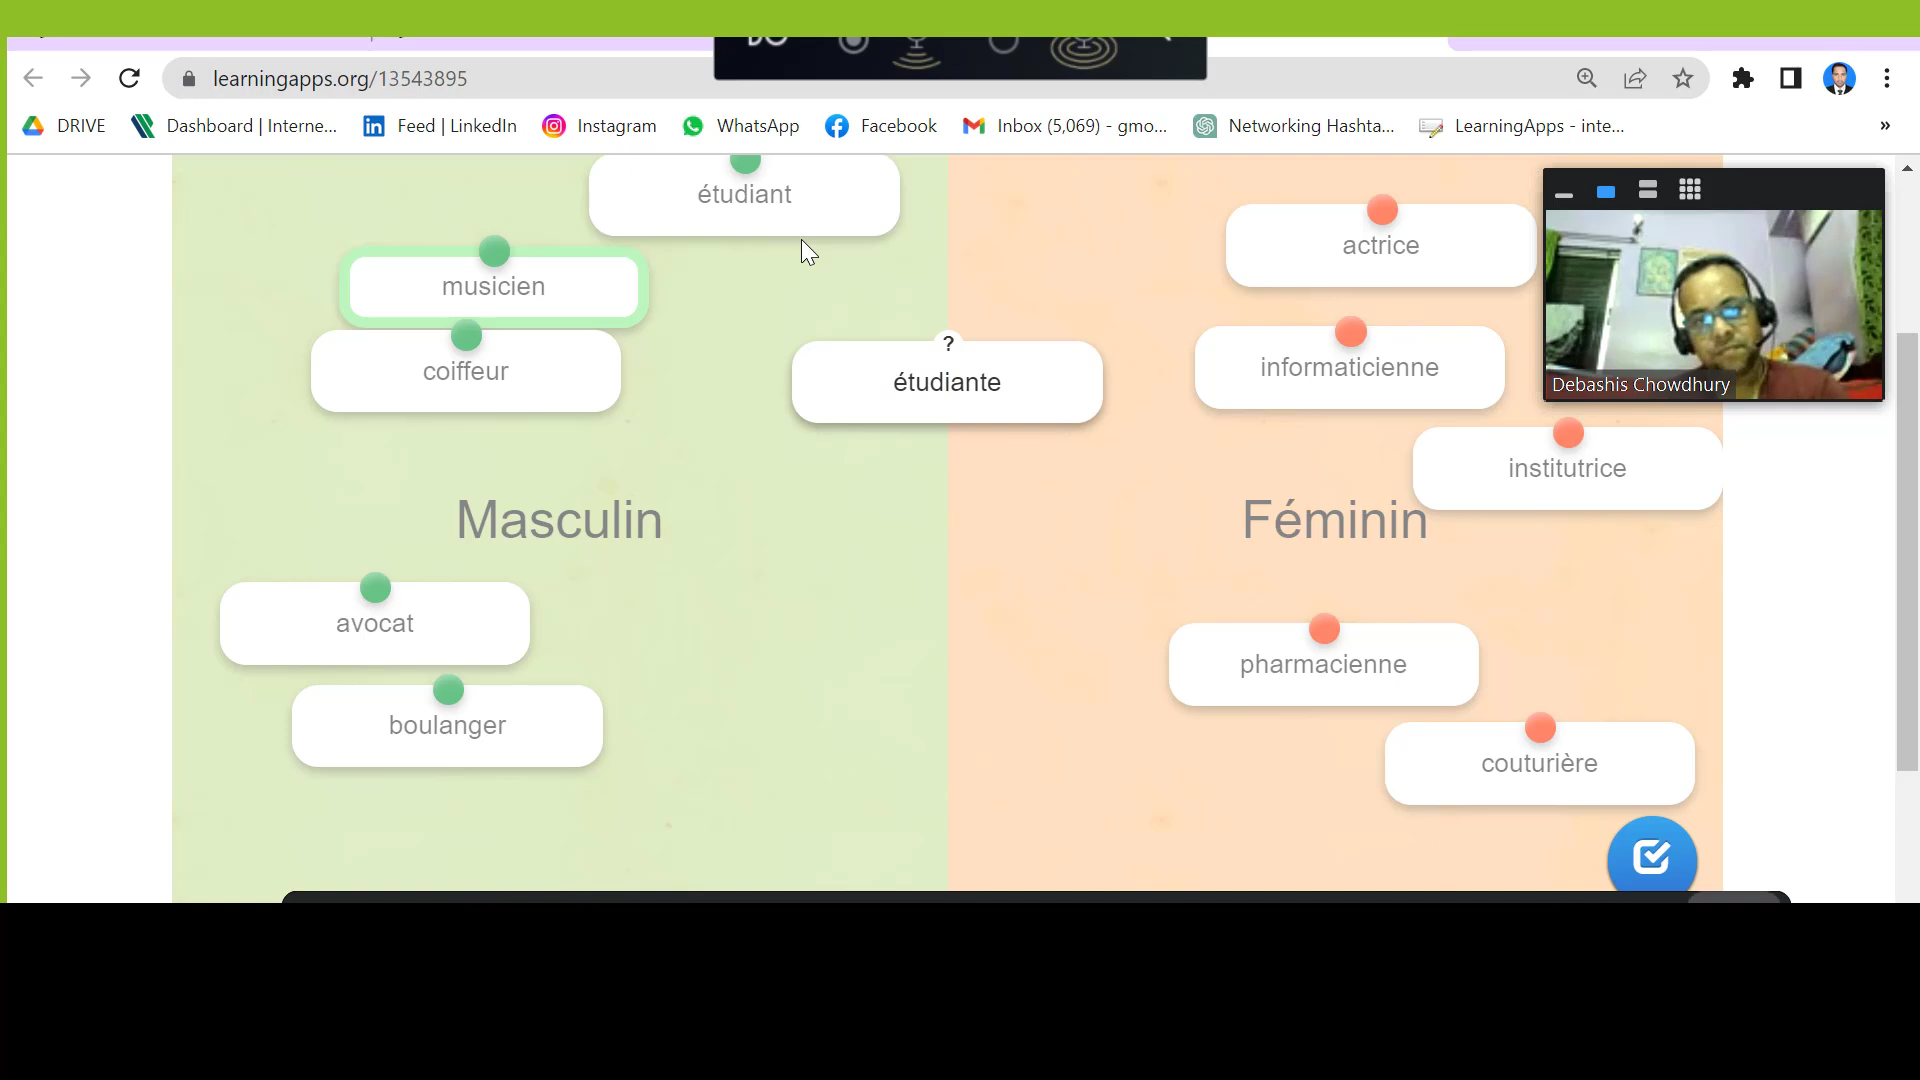 learningapps.org/13543895
DRIVE
Dashboard | Interne...
Feed | LinkedIn
Instagram
WhatsApp
Facebook
Inbox (5,069) - gmo...
Networking Hashta...
LearningApps - inte...
»
étudiant
actrice
musicien
coiffeur
?
étudiante
informaticienne
Debashis Chowdhury
institutrice
Masculin
Féminin
avocat
pharmacienne
boulanger
couturière